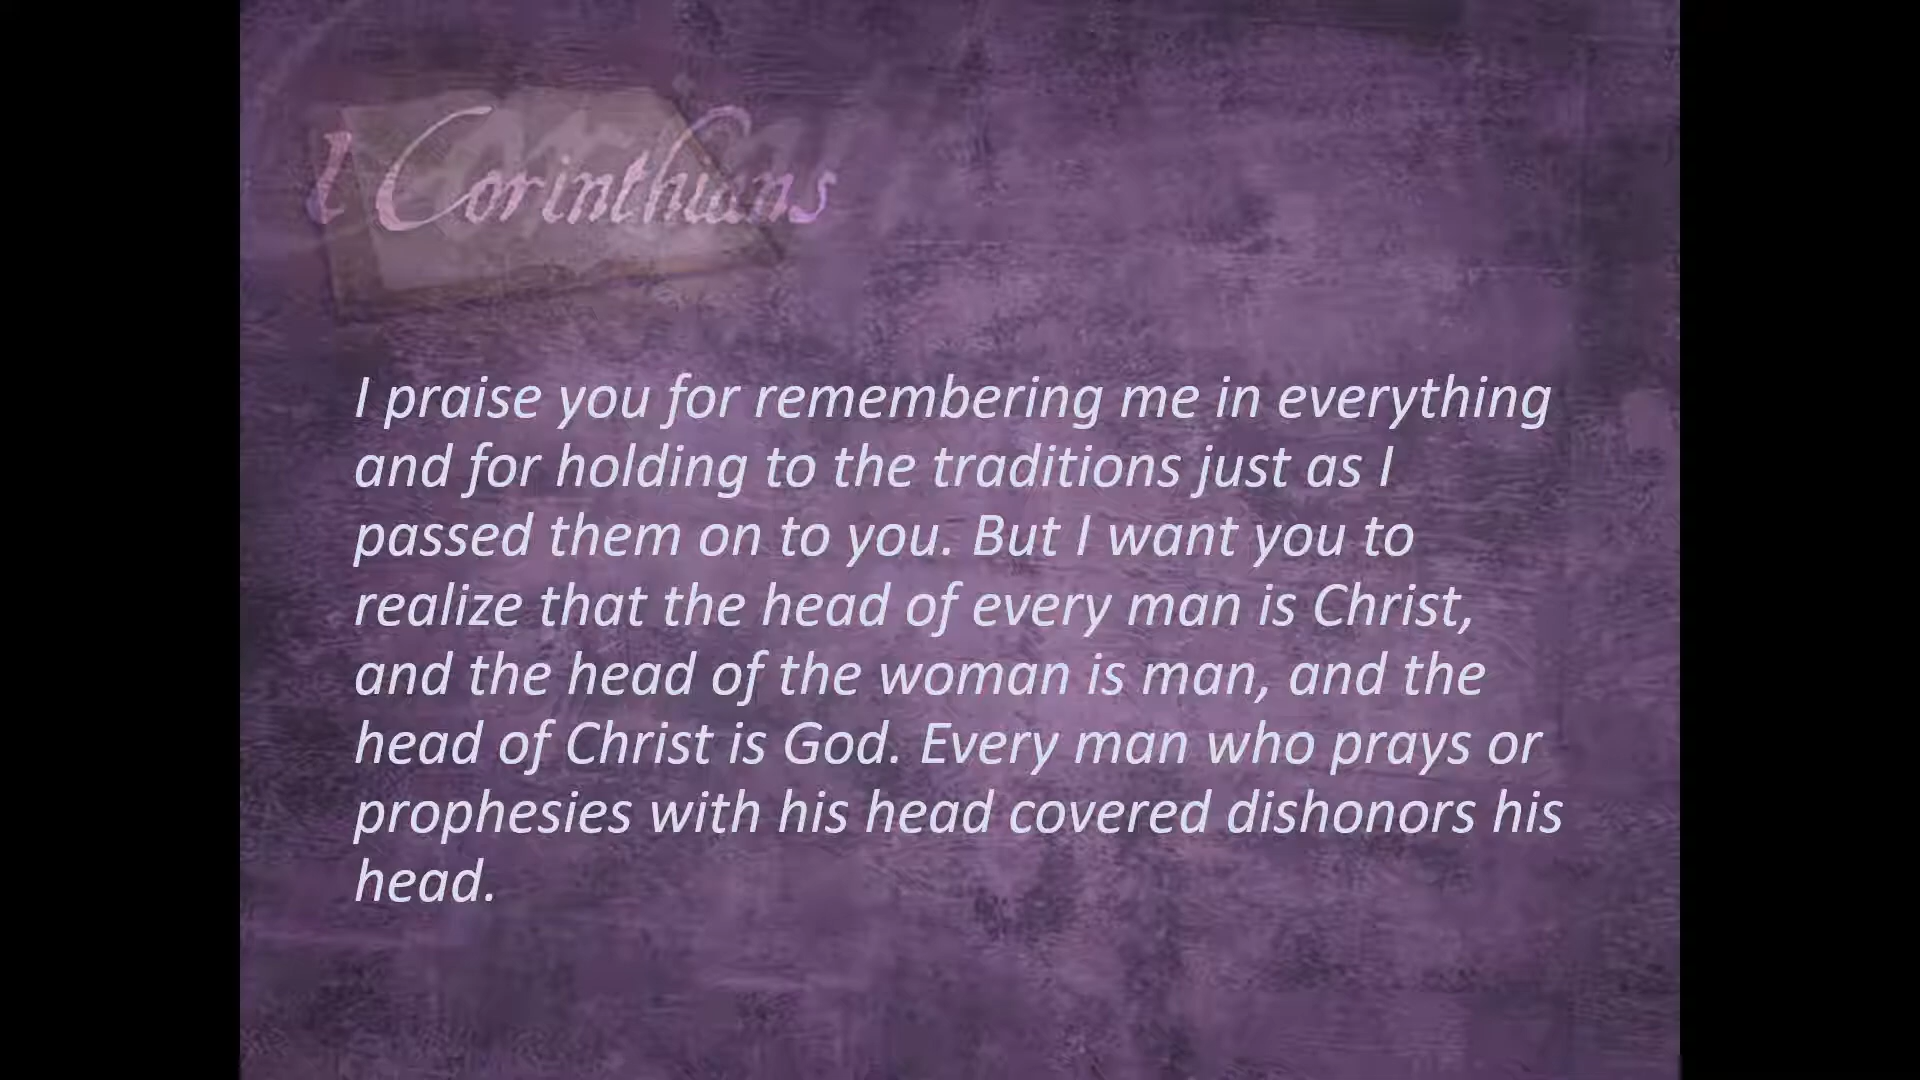 I Corinthians
I praise you for remembering me in everything
and for holding to the traditions just as I
passed them on to you. But I want you to
realize that the head of every man is Christ,
and the head of the woman is man, and the
head of Christ is God. Every man who prays or
prophesies with his head covered dishonors his
head.